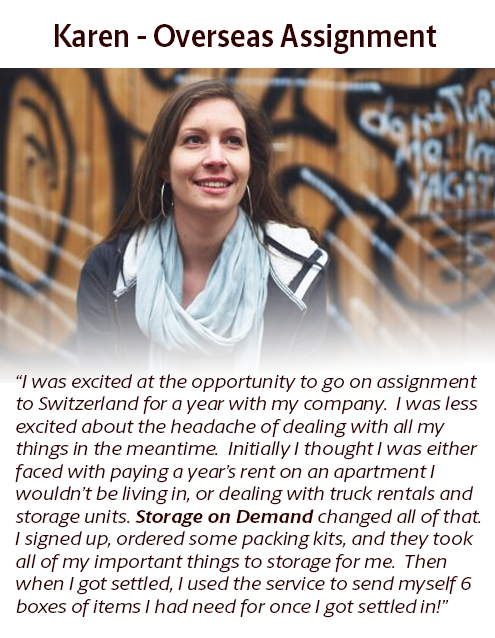 Karen - Overseas Assignment
don't TUR
Me! In
VAGA
“I was excited at the opportunity to go on assignment
to Switzerland for a year with my company.  I was less
excited about the headache of dealing with all my
things in the meantime.  Initially I thought I was either
faced with paying a year’s rent on an apartment I
wouldn't be living in, or dealing with truck rentals and
storage units. Storage on Demand changed all of that.
I signed up, ordered some packing kits, and they took
all of my important things to storage for me.  Then
when I got settled, I used the service to send myself 6
boxes of items I had need for once I got settled in!”